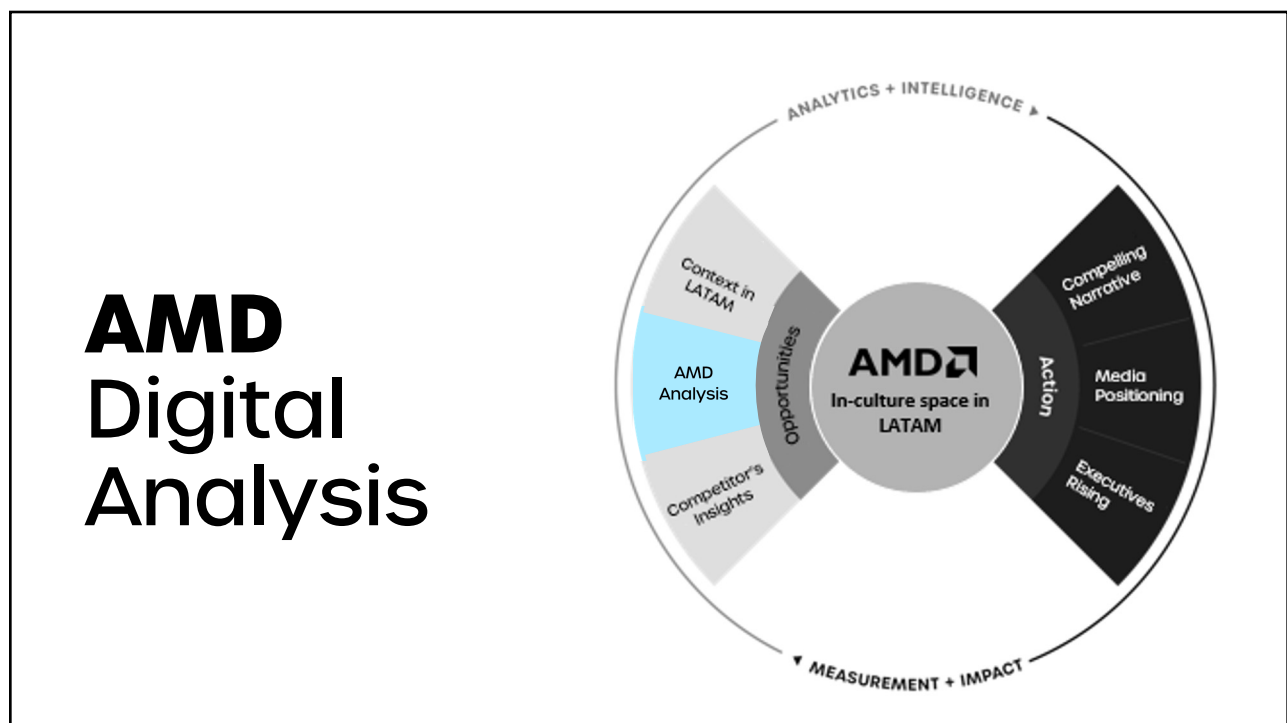 AMD
Digital
Analysis
ANALYTICS + INTELLIGENCE ▶
Context in
LATAM
AMD
Analysis
Competitor's
Insights
Opportunities
AMD
In-culture space in
LATAM
Action
Compelling
Narrative
Media
Positioning
Executives
Rising
◀ MEASUREMENT + IMPACT